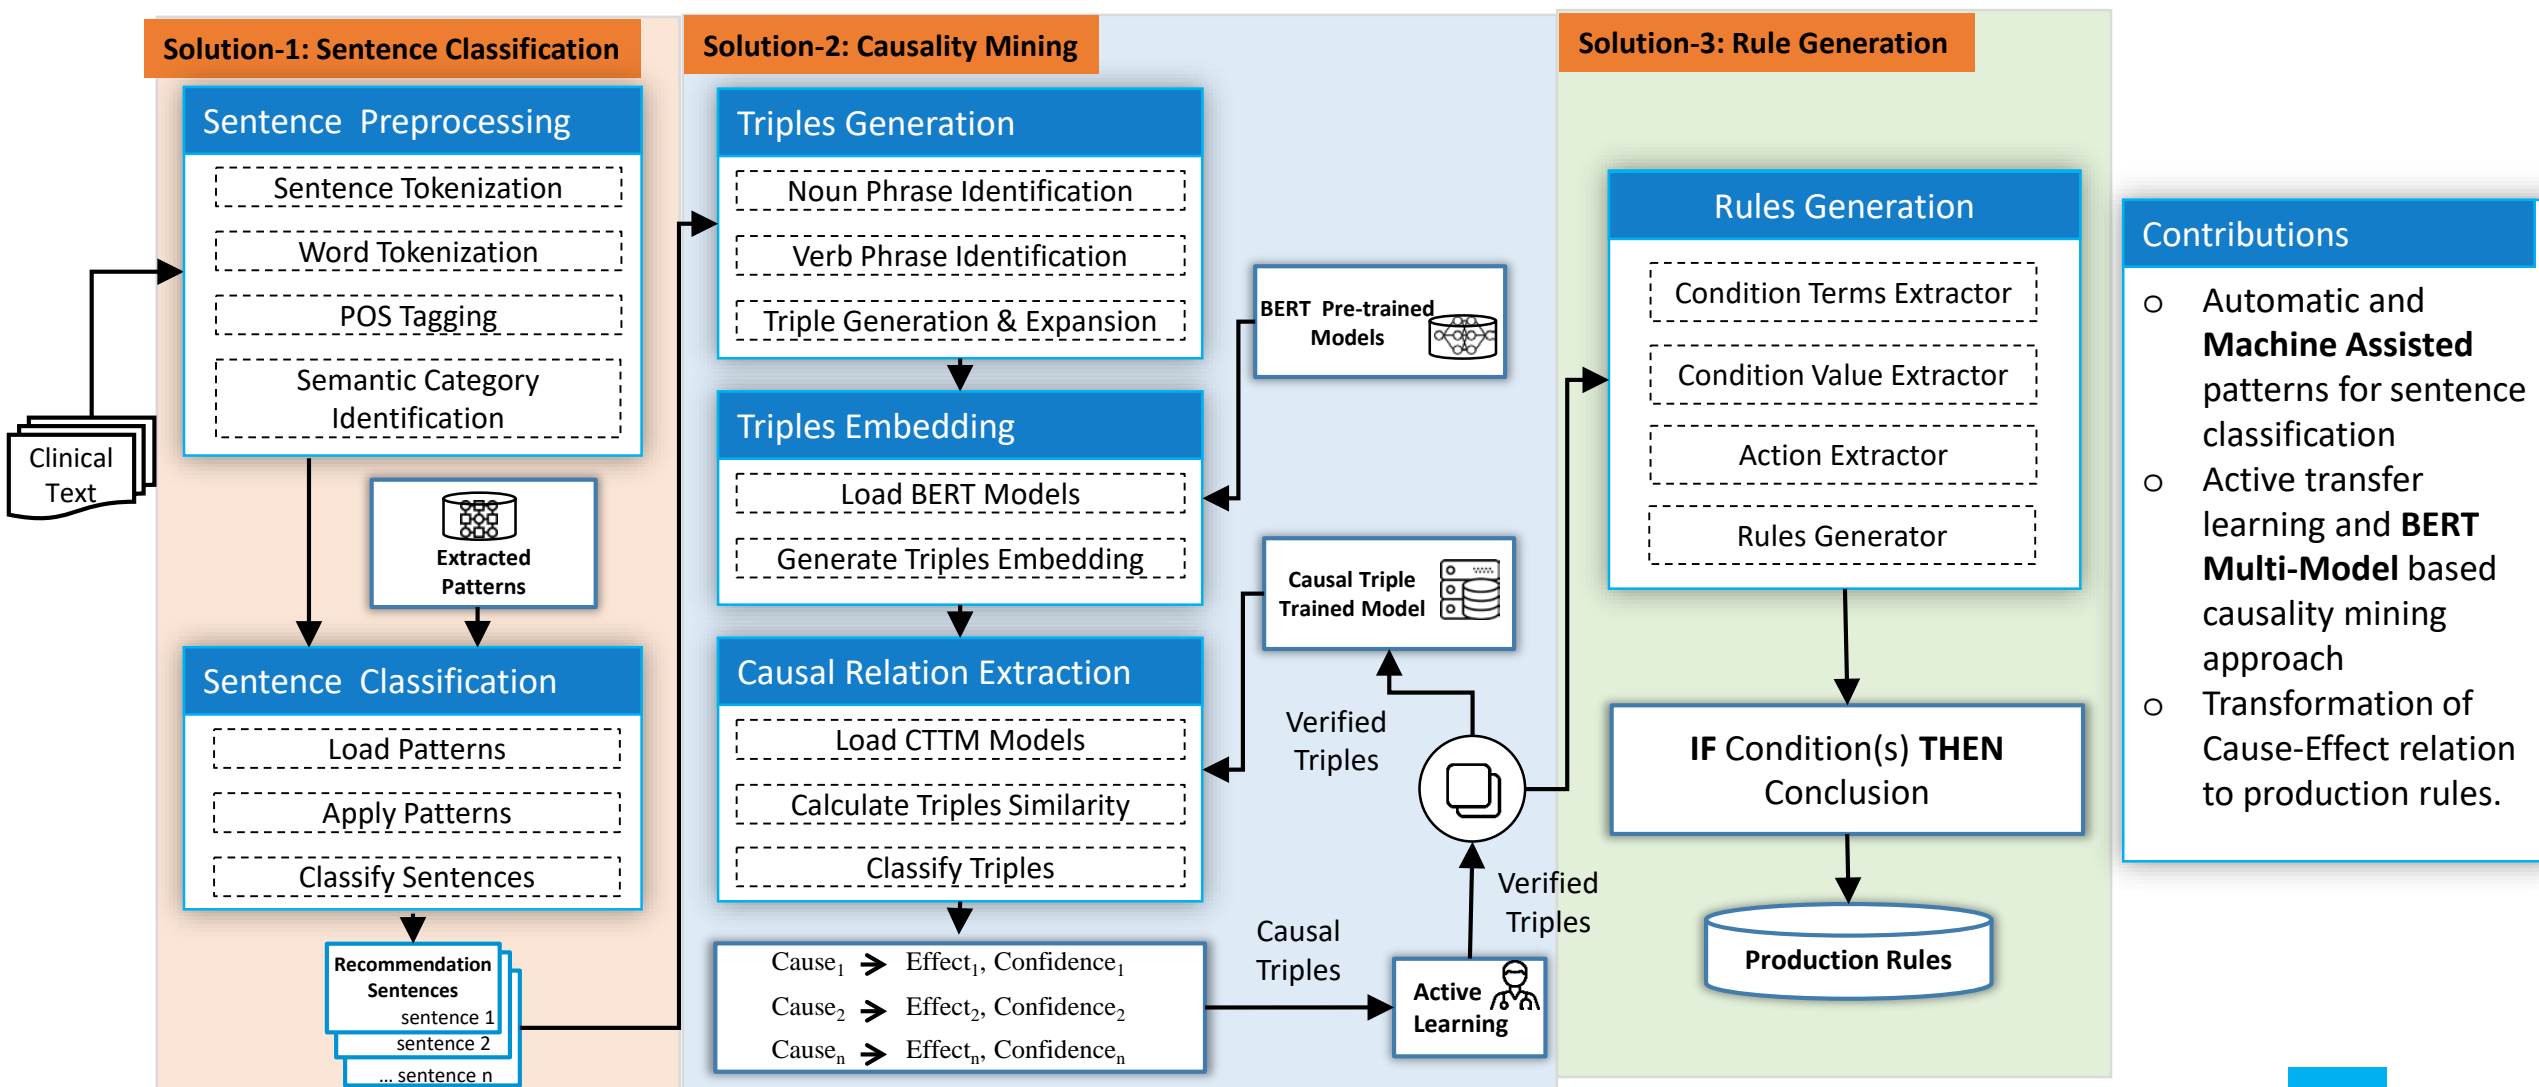 Solution-1: Sentence Classification
Sentence Preprocessing
Sentence Tokenization
Word Tokenization
POS Tagging
Semantic Category
Identification
Clinical
Text
Extracted
Patterns
Sentence Classification
Load Patterns
Apply Patterns
Classify Sentences
Recommendation
Sentences
sentence 1
sentence 2
... sentence n
Solution-2: Causality Mining
Triples Generation
Noun Phrase Identification
Verb Phrase Identification
Triple Generation & Expansion
BERT Pre-trained
Models
Triples Embedding
Load BERT Models
Generate Triples Embedding
Causal Triple
Trained Model
Causal Relation Extraction
Load CTTM Models
Calculate Triples Similarity
Classify Triples
Verified
Triples
Verified
Triples
Causal
Triples
Cause₁ ➔ Effect₁, Confidence₁
Cause₂ ➔ Effect₂, Confidence₂
Causeₙ ➔ Effectₙ, Confidenceₙ
Active
Learning
Solution-3: Rule Generation
Rules Generation
Condition Terms Extractor
Condition Value Extractor
Action Extractor
Rules Generator
IF Condition(s) THEN
Conclusion
Production Rules
Contributions
o Automatic and
Machine Assisted
patterns for sentence
classification
o Active transfer
learning and BERT
Multi-Model based
causality mining
approach
o Transformation of
Cause-Effect relation
to production rules.